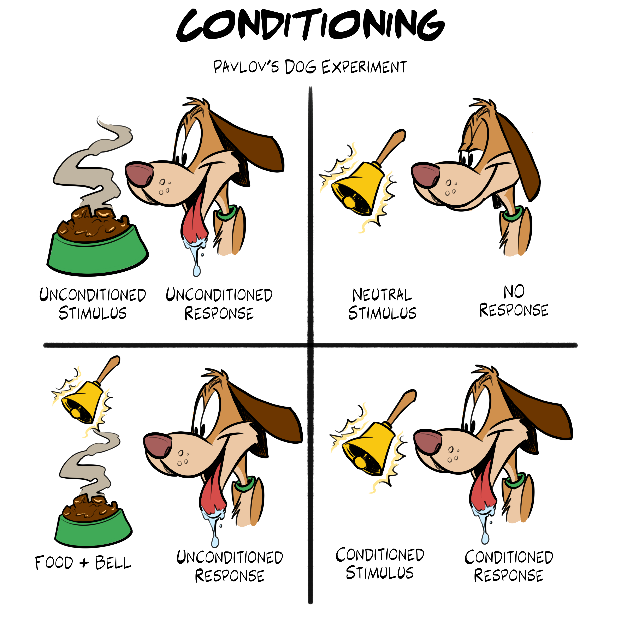 CONDITIONING
PAVLOV'S DOG EXPERIMENT
UNCONDITIONED
STIMULUS
UNCONDITIONED
RESPONSE
NEUTRAL
STIMULUS
NO
RESPONSE
FOOD + BELL
UNCONDITIONED
RESPONSE
CONDITIONED
STIMULUS
CONDITIONED
RESPONSE